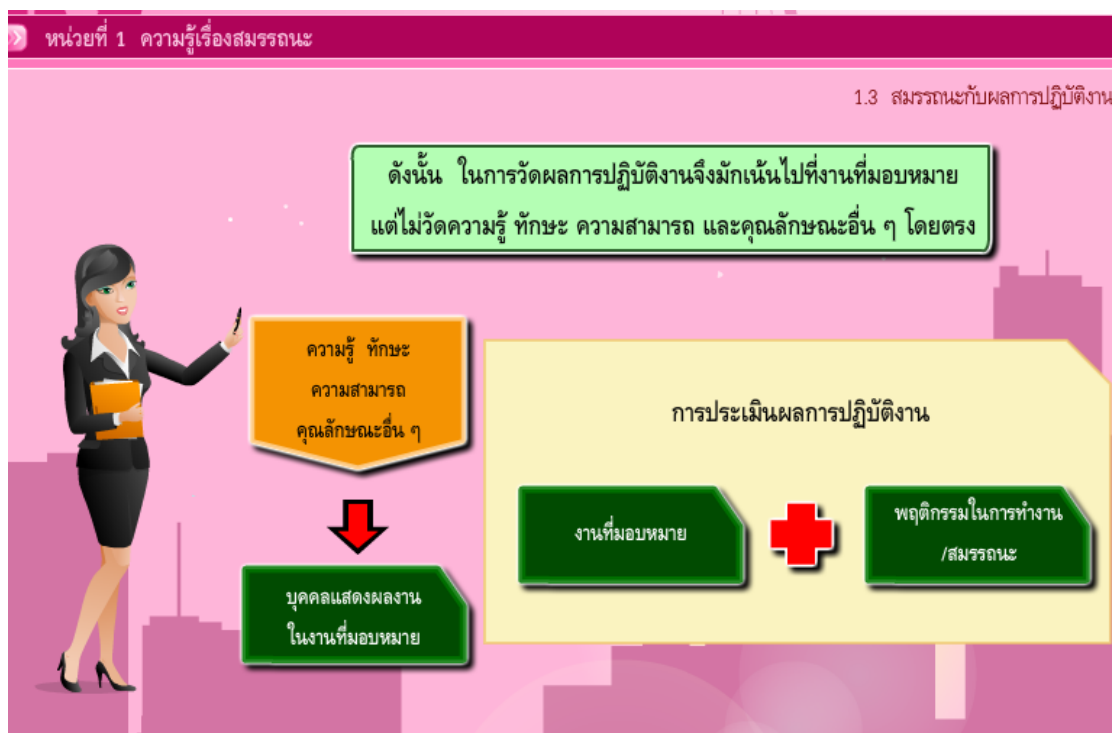 หน่วยที่ 1 ความรู้เรื่องสมรรถนะ
1.3 สมรรถนะกับผลการปฏิบัติงาน
ดังนั้น ในการวัดผลการปฏิบัติงานจึงมักเน้นไปที่งานที่มอบหมาย
แต่ไม่วัดความรู้ ทักษะ ความสามารถ และคุณลักษณะอื่น ๆ โดยตรง
ความรู้ ทักษะ
ความสามารถ
คุณลักษณะอื่น ๆ
บุคคลแสดงผลงาน
ในงานที่มอบหมาย
การประเมินผลการปฏิบัติงาน
งานที่มอบหมาย
พฤติกรรมในการทำงาน
/สมรรถนะ